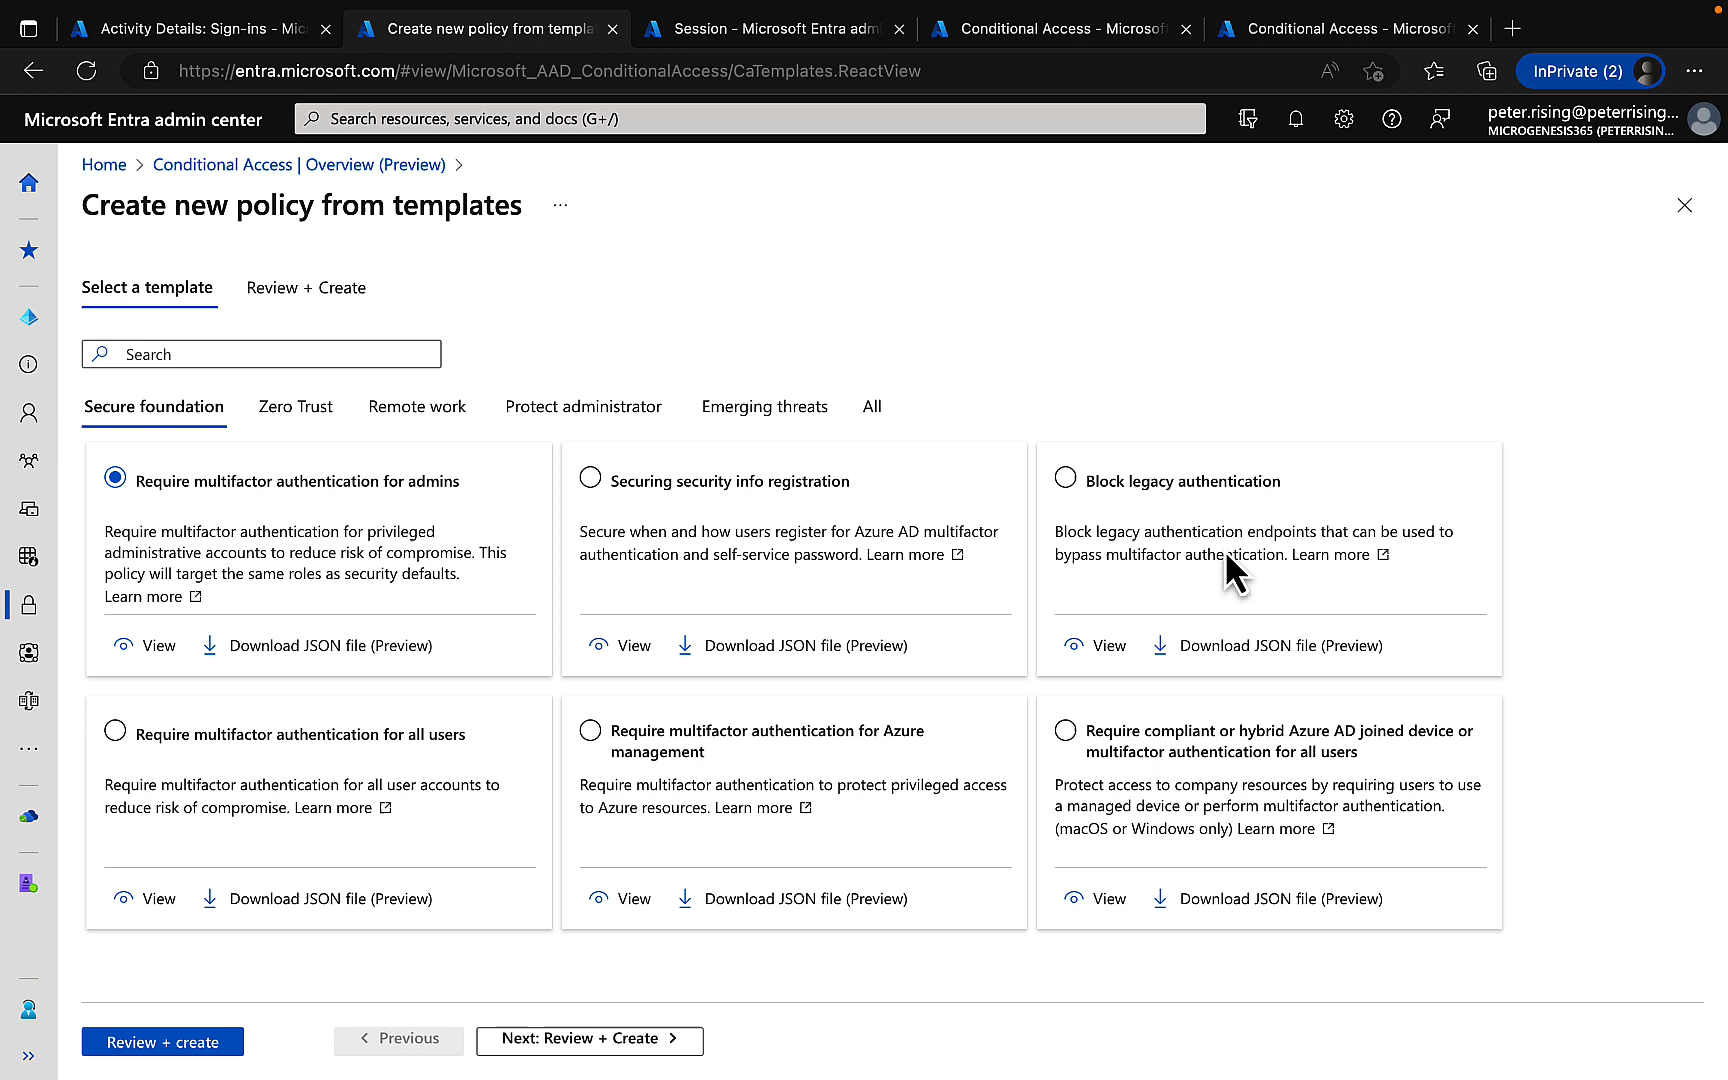 Activity Details: Sign-ins - Mic
Create new policy from templa
Session - Microsoft Entra adm
Conditional Access - Microsof
Conditional Access - Microsof
https://entra.microsoft.com/#view/Microsoft_AAD_ConditionalAccess/CaTemplates.ReactView
InPrivate (2)
Microsoft Entra admin center
Search resources, services, and docs (G+/)
peter.rising@peterrising...
MICROGENESIS365 (PETERRISIN...
Home > Conditional Access | Overview (Preview) >
Create new policy from templates ...
Select a template
Review + Create
Search
Secure foundation
Zero Trust
Remote work
Protect administrator
Emerging threats
All
Require multifactor authentication for admins
Require multifactor authentication for privileged
administrative accounts to reduce risk of compromise. This
policy will target the same roles as security defaults.
Learn more
View
Download JSON file (Preview)
Securing security info registration
Secure when and how users register for Azure AD multifactor
authentication and self-service password. Learn more
View
Download JSON file (Preview)
Block legacy authentication
Block legacy authentication endpoints that can be used to
bypass multifactor authentication. Learn more
View
Download JSON file (Preview)
Require multifactor authentication for all users
Require multifactor authentication for all user accounts to
reduce risk of compromise. Learn more
View
Download JSON file (Preview)
Require multifactor authentication for Azure
management
Require multifactor authentication to protect privileged access
to Azure resources. Learn more
View
Download JSON file (Preview)
Require compliant or hybrid Azure AD joined device or
multifactor authentication for all users
Protect access to company resources by requiring users to use
a managed device or perform multifactor authentication.
(macOS or Windows only) Learn more
View
Download JSON file (Preview)
Review + create
< Previous
Next: Review + Create >